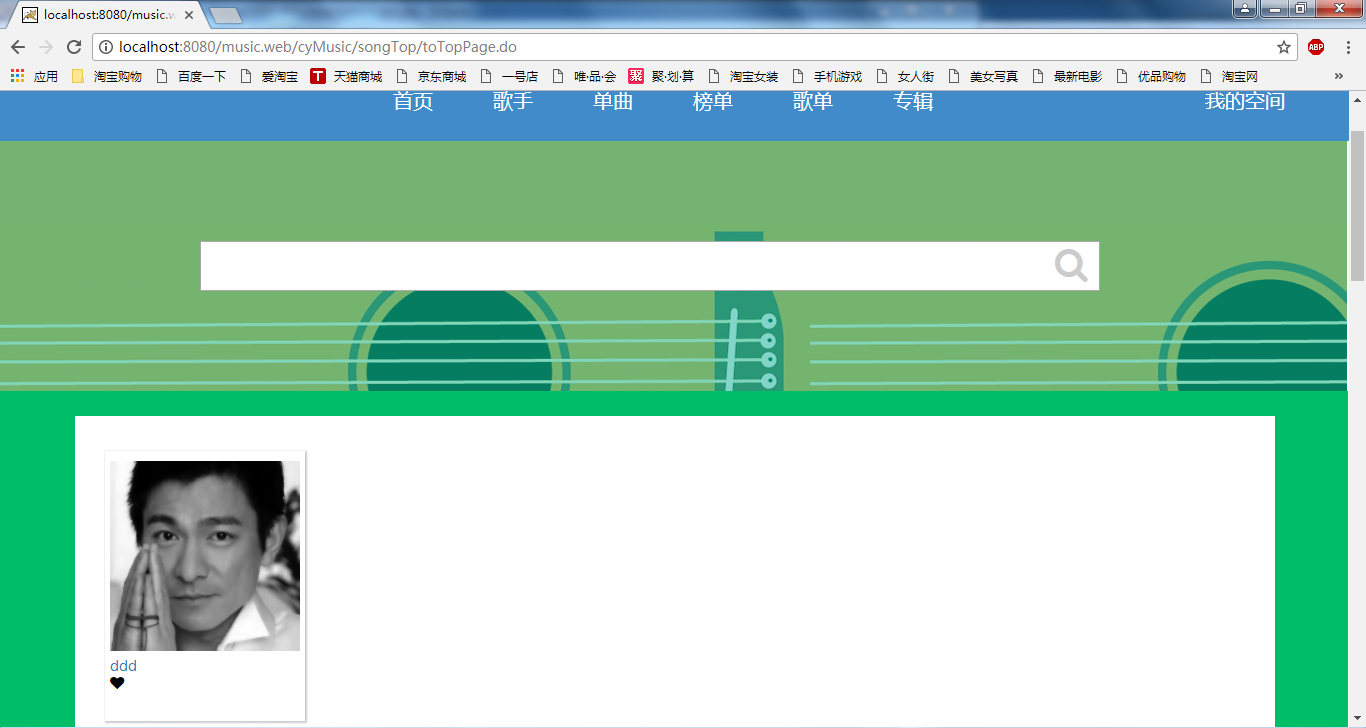 localhost:8080/music.w
localhost:8080/music.web/cyMusic/songTop/toTopPage.do
ABP
应用 淘宝购物 百度一下 爱淘宝 T 天猫商城 京东商城 一号店 唯·品·会 聚 聚·划·算 淘宝女装 手机游戏 女人街 美女写真 最新电影 优品购物 淘宝网 »
首页 歌手 单曲 榜单 歌单 专辑 我的空间
ddd